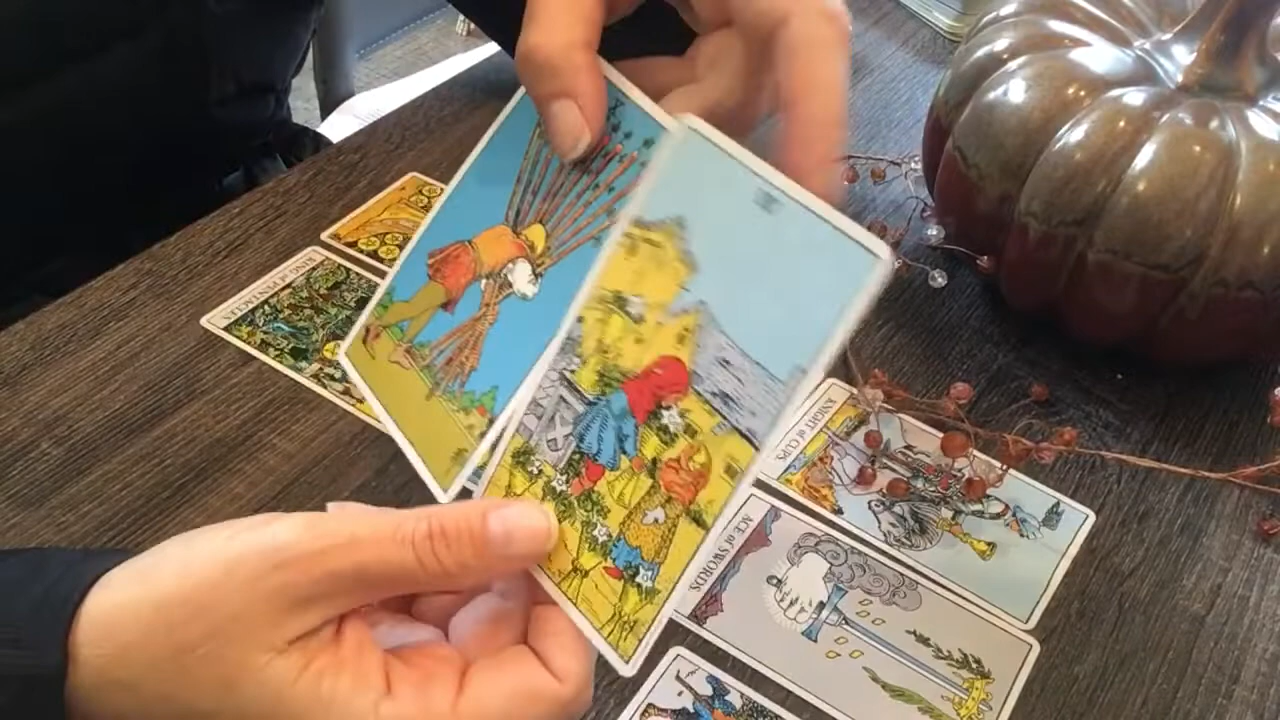 KING of PENTACLES
KNIGHT of CUPS.
ACE of SWORDS.